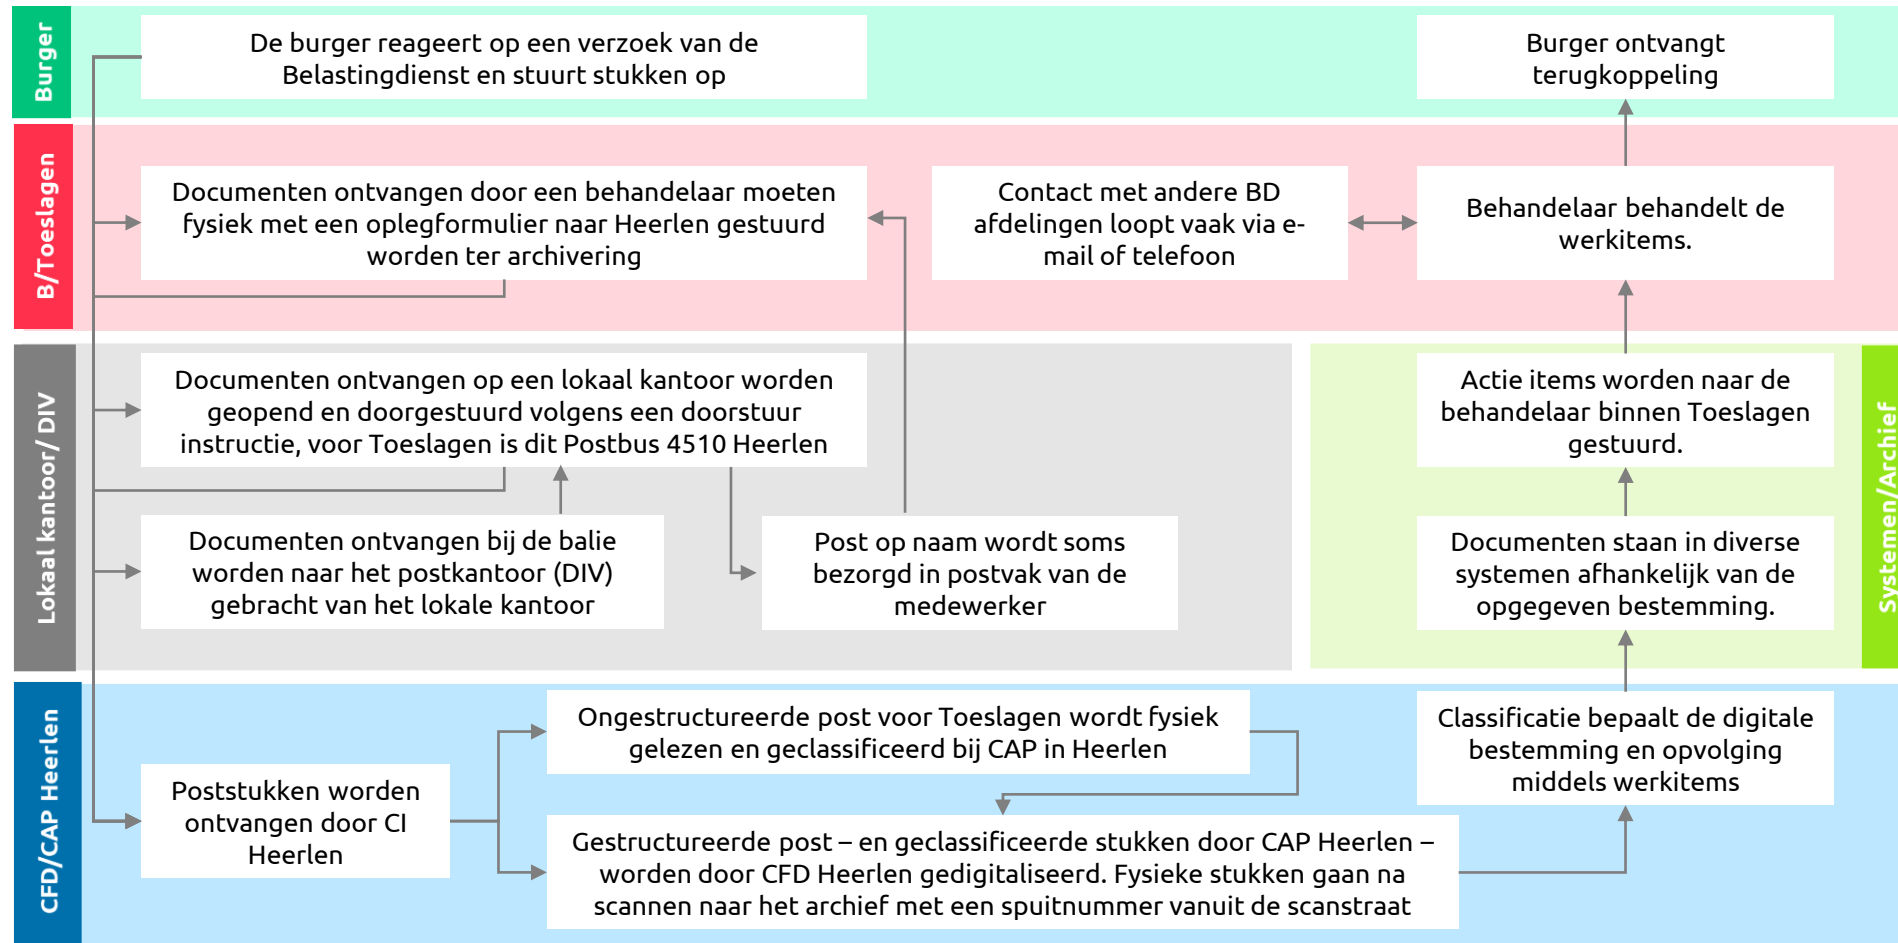 Burger
De burger reageert op een verzoek van de
Belastingdienst en stuurt stukken op
Burger ontvangt
terugkoppeling
B/Toeslagen
Documenten ontvangen door een behandelaar moeten
fysiek met een oplegformulier naar Heerlen gestuurd
worden ter archivering
Contact met andere BD
afdelingen loopt vaak via e-
mail of telefoon
Behandelaar behandelt de
werkitems.
Lokaal kantoor/ DIV
Documenten ontvangen op een lokaal kantoor worden
geopend en doorgestuurd volgens een doorstuur
instructie, voor Toeslagen is dit Postbus 4510 Heerlen
Documenten ontvangen bij de balie
worden naar het postkantoor (DIV)
gebracht van het lokale kantoor
Post op naam wordt soms
bezorgd in postvak van de
medewerker
Actie items worden naar de
behandelaar binnen Toeslagen
gestuurd.
Documenten staan in diverse
systemen afhankelijk van de
opgegeven bestemming.
Systemen/Archief
CFD/CAP Heerlen
Poststukken worden
ontvangen door CI
Heerlen
Ongestructureerde post voor Toeslagen wordt fysiek
gelezen en geclassificeerd bij CAP in Heerlen
Gestructureerde post – en geclassificeerde stukken door CAP Heerlen –
worden door CFD Heerlen gedigitaliseerd. Fysieke stukken gaan na
scannen naar het archief met een spuitnummer vanuit de scanstraat
Classificatie bepaalt de digitale
bestemming en opvolging
middels werkitems